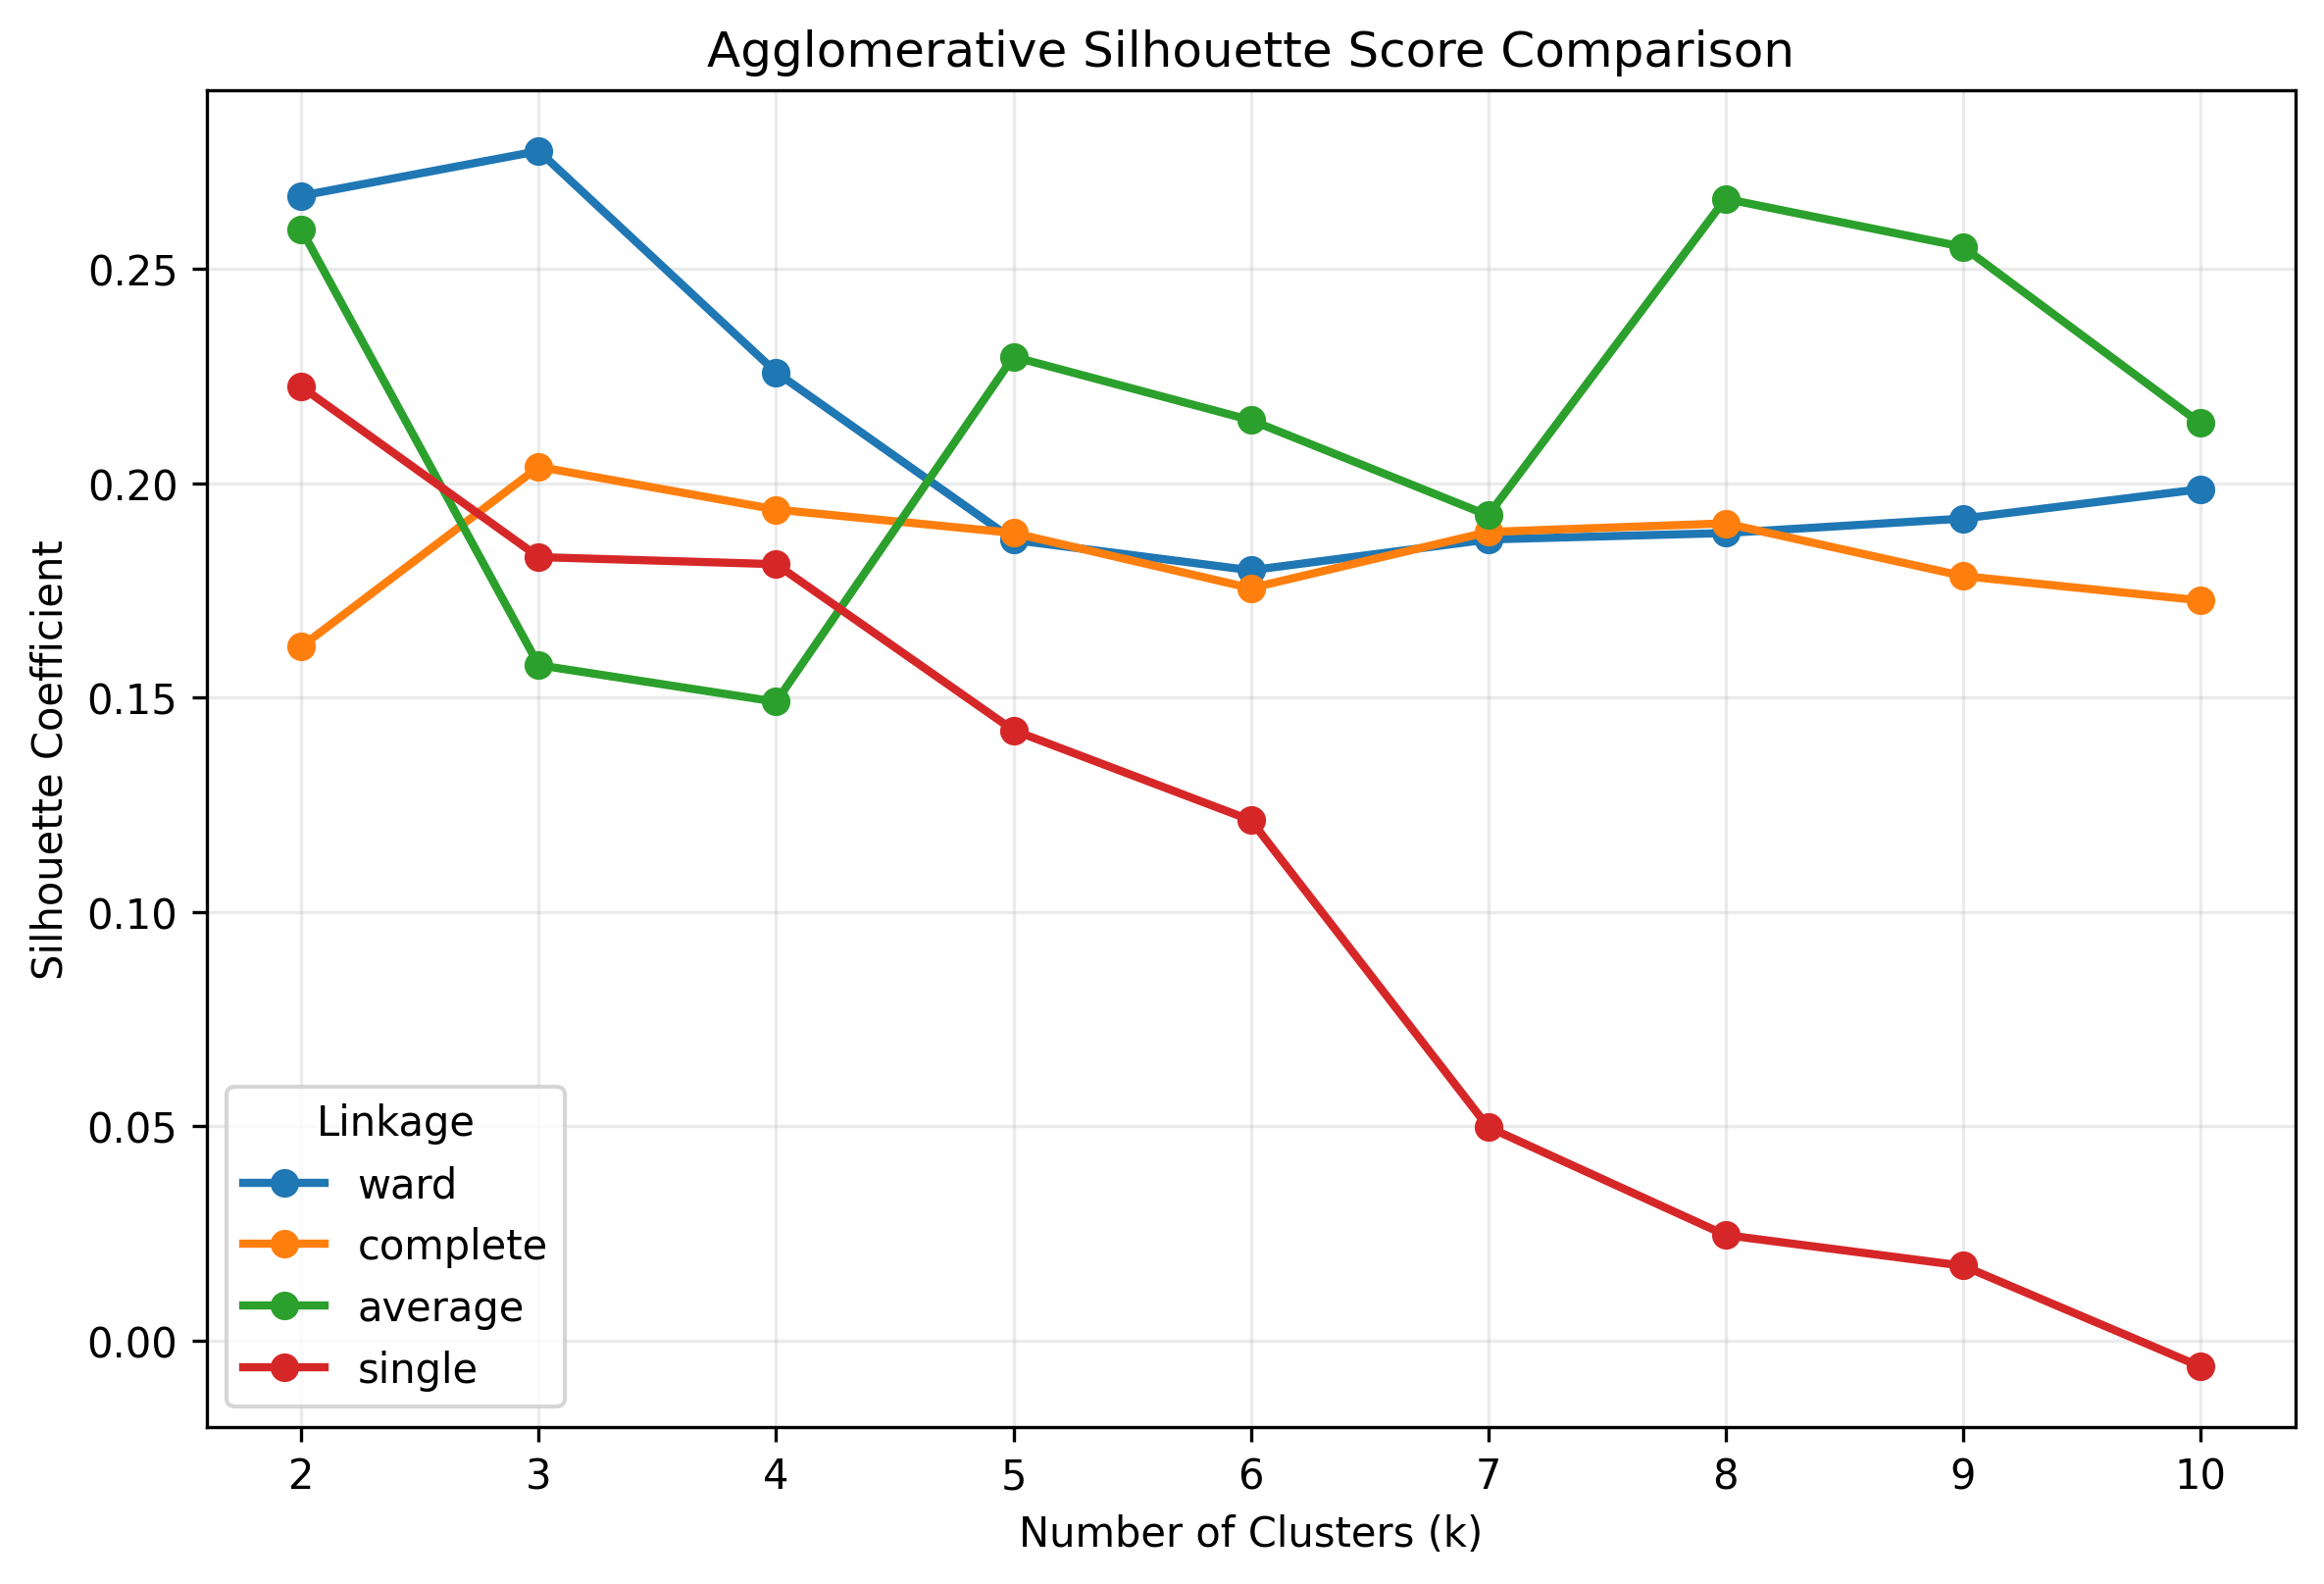 Agglomerative Silhouette Score Comparison
Silhouette Coefficient
0.25
0.20
0.15
0.10
0.05
0.00
Linkage
ward
complete
average
single
2 3 4 5 6 7 8 9 10
Number of Clusters (k)